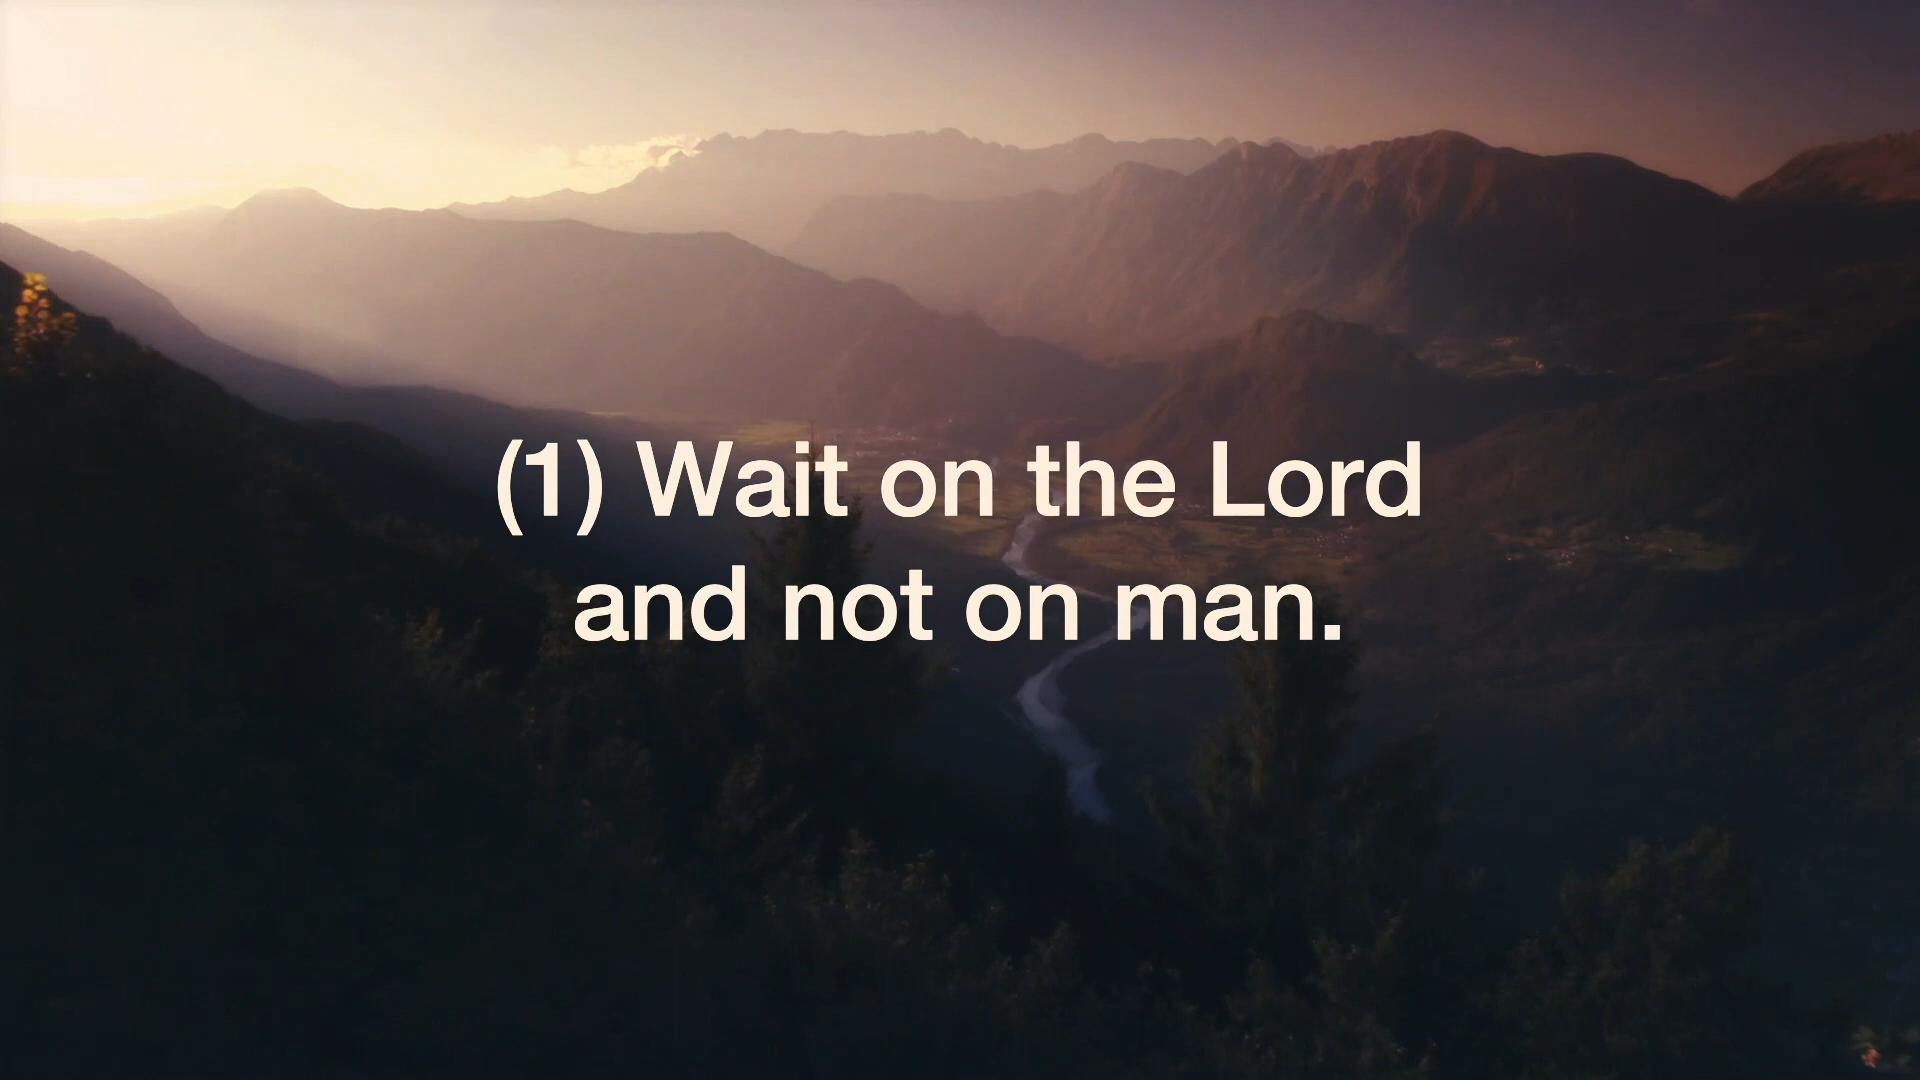 (1) Wait on the Lord
and not on man.